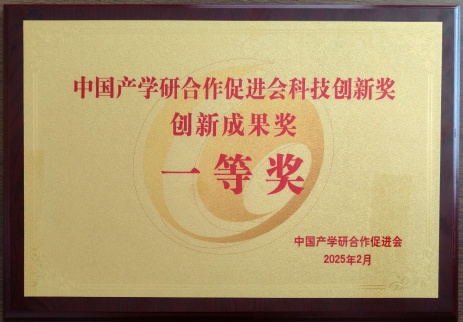 中国产学研合作促进会科技创新奖
创新成果奖
一等奖
中国产学研合作促进会
2025年2月